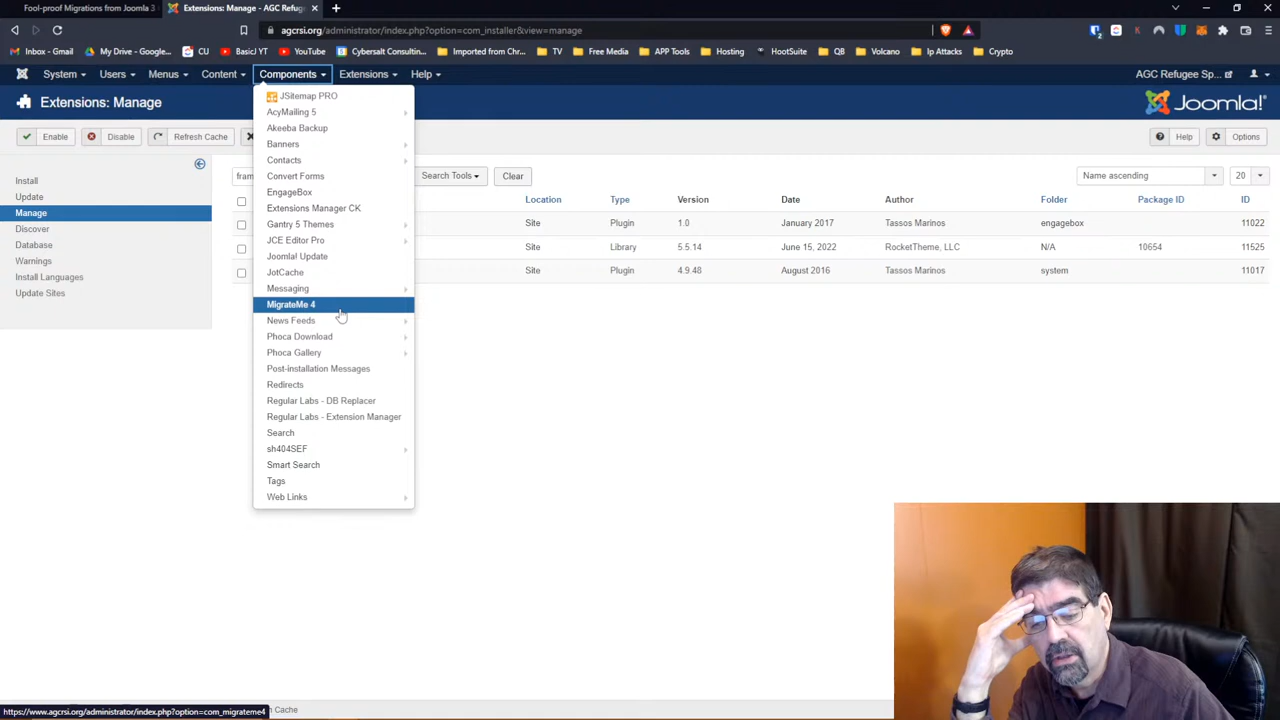 Fool-proof Migrations from Joomla 3
Extensions: Manage - AGC Refuge
agcrsi.org/administrator/index.php?option=com_installer&view=manage
Inbox - Gmail
My Drive - Google...
CU
BasicJ YT
YouTube
Cybersalt Consulting...
Imported from Chr...
TV
Free Media
APP Tools
Hosting
HootSuite
QB
Volcano
Ip Attacks
Crypto
System
Users
Menus
Content
Components
Extensions
Help
AGC Refugee Sp...
Extensions: Manage
Joomla!
Enable
Disable
Refresh Cache
Help
Options
Install
Update
Manage
Discover
Database
Warnings
Install Languages
Update Sites
JSitemap PRO
AcyMailing 5
Akeeba Backup
Banners
Contacts
Convert Forms
EngageBox
Extensions Manager CK
Gantry 5 Themes
JCE Editor Pro
Joomla! Update
JotCache
Messaging
MigrateMe 4
News Feeds
Phoca Download
Phoca Gallery
Post-installation Messages
Redirects
Regular Labs - DB Replacer
Regular Labs - Extension Manager
Search
sh404SEF
Smart Search
Tags
Web Links
fram
Search Tools
Clear
Name ascending
20
Location Type Version Date Author Folder Package ID ID
Site Plugin 1.0 January 2017 Tassos Marinos engagebox 11022
Site Library 5.5.14 June 15, 2022 RocketTheme, LLC N/A 10654 11525
Site Plugin 4.9.48 August 2016 Tassos Marinos system 11017
https://www.agcrsi.org/administrator/index.php?option=com_migrateme4
Cache